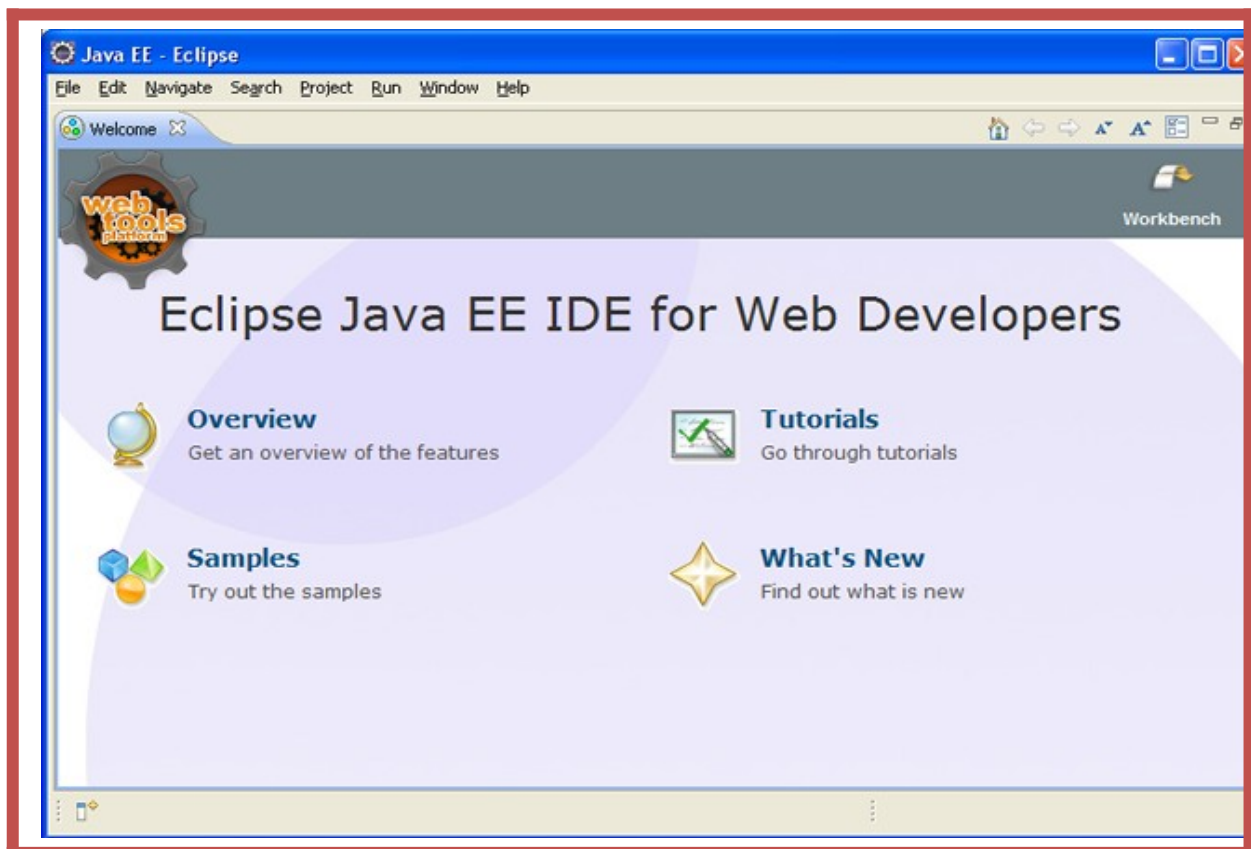 Java EE - Eclipse
File Edit Navigate Search Project Run Window Help
Welcome
web
tools
platform
Workbench
Eclipse Java EE IDE for Web Developers
Overview
Get an overview of the features
Tutorials
Go through tutorials
Samples
Try out the samples
What's New
Find out what is new